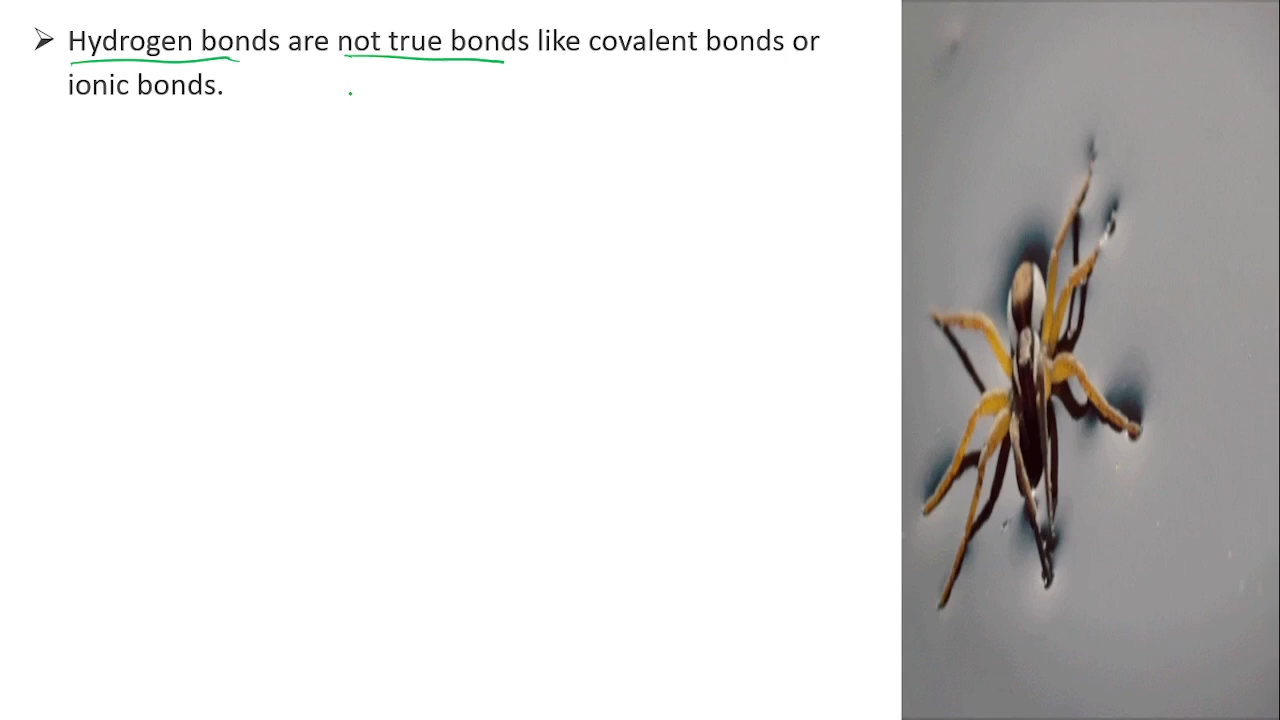 ➢ Hydrogen bonds are not true bonds like covalent bonds or
ionic bonds.